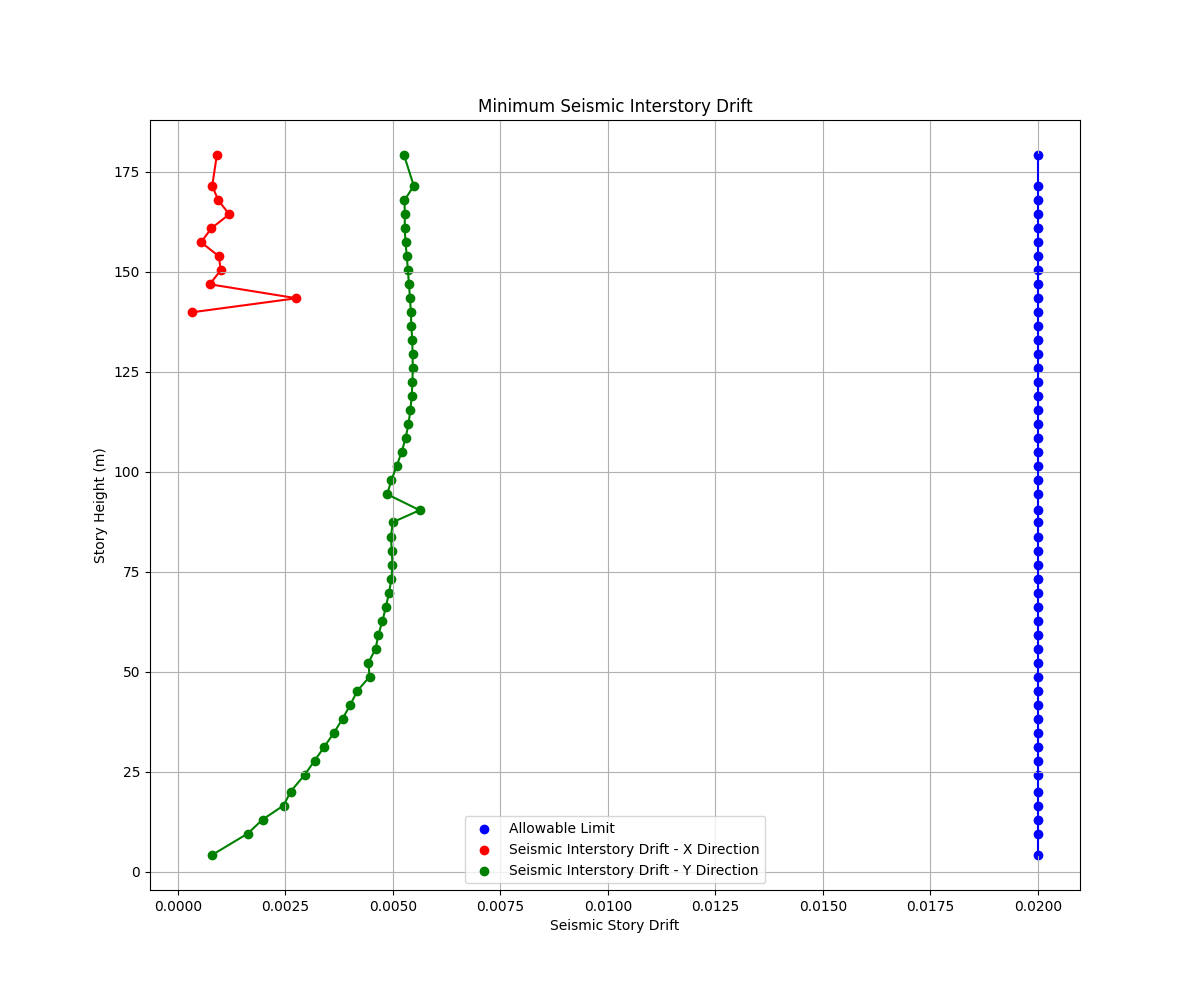 Minimum Seismic Interstory Drift
175
150
125
100
75
50
25
0
Story Height (m)
Allowable Limit
Seismic Interstory Drift - X Direction
Seismic Interstory Drift - Y Direction
0.0000 0.0025 0.0050 0.0075 0.0100 0.0125 0.0150 0.0175 0.0200
Seismic Story Drift